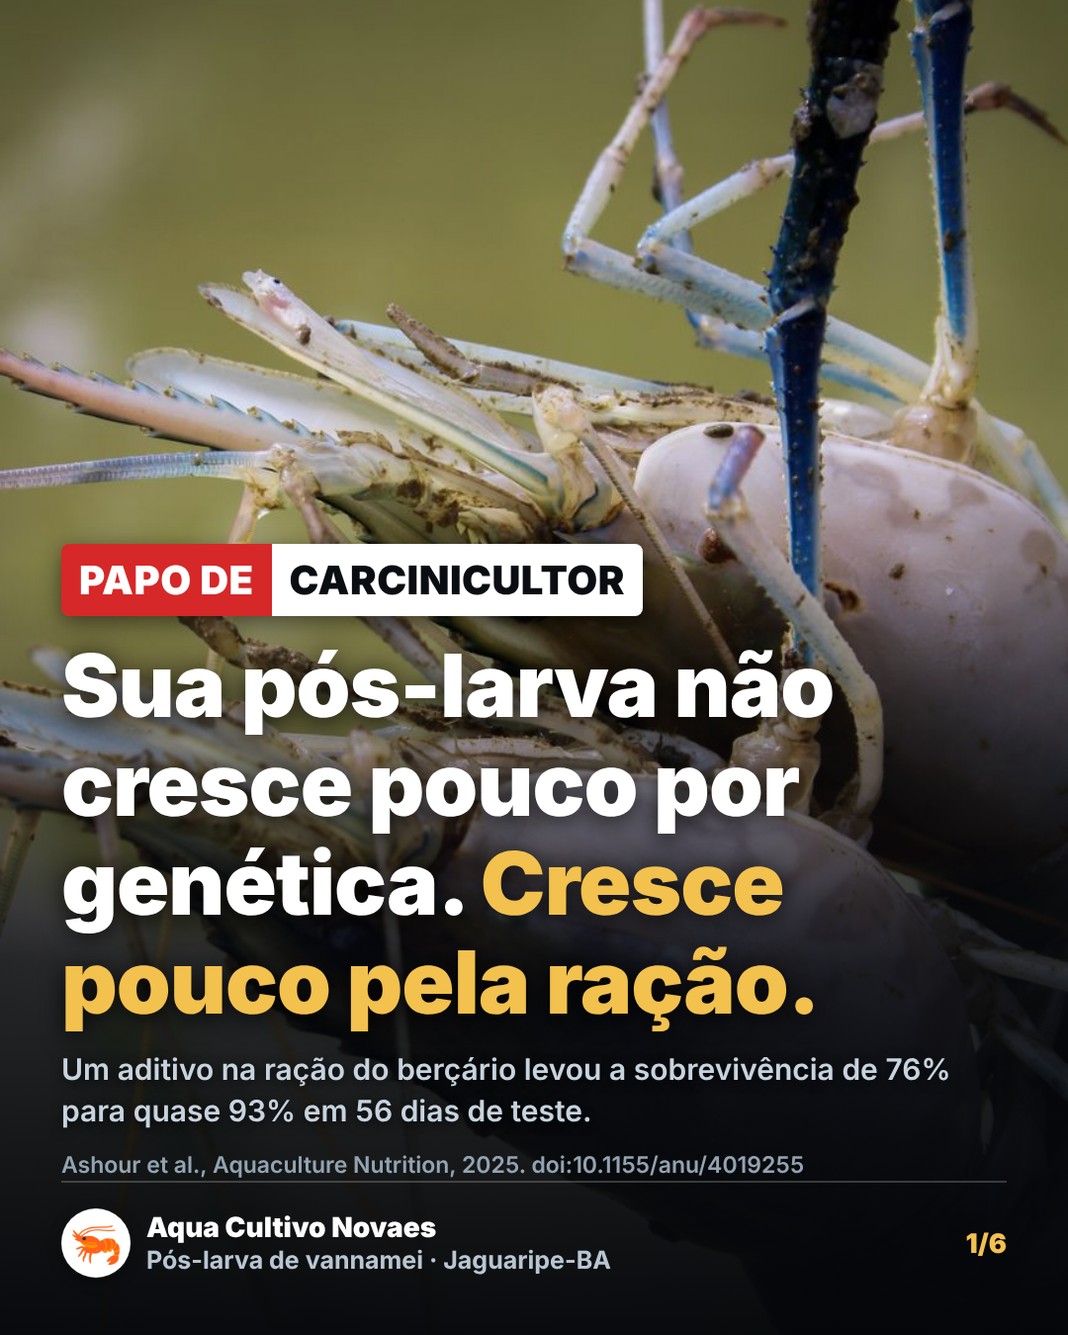 PAPO DE CARCINICULTOR
Sua pós-larva não
cresce pouco por
genética. Cresce
pouco pela ração.
Um aditivo na ração do berçário levou a sobrevivência de 76%
para quase 93% em 56 dias de teste.
Ashour et al., Aquaculture Nutrition, 2025. doi:10.1155/anu/4019255
Aqua Cultivo Novaes
Pós-larva de vannamei · Jaguaripe-BA
1/6